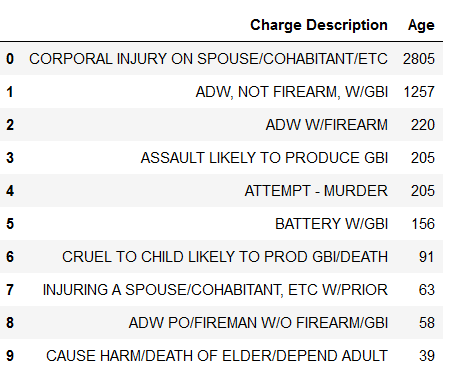 Charge Description Age
0 CORPORAL INJURY ON SPOUSE/COHABITANT/ETC 2805
1 ADW, NOT FIREARM, W/GBI 1257
2 ADW W/FIREARM 220
3 ASSAULT LIKELY TO PRODUCE GBI 205
4 ATTEMPT - MURDER 205
5 BATTERY W/GBI 156
6 CRUEL TO CHILD LIKELY TO PROD GBI/DEATH 91
7 INJURING A SPOUSE/COHABITANT, ETC W/PRIOR 63
8 ADW PO/FIREMAN W/O FIREARM/GBI 58
9 CAUSE HARM/DEATH OF ELDER/DEPEND ADULT 39